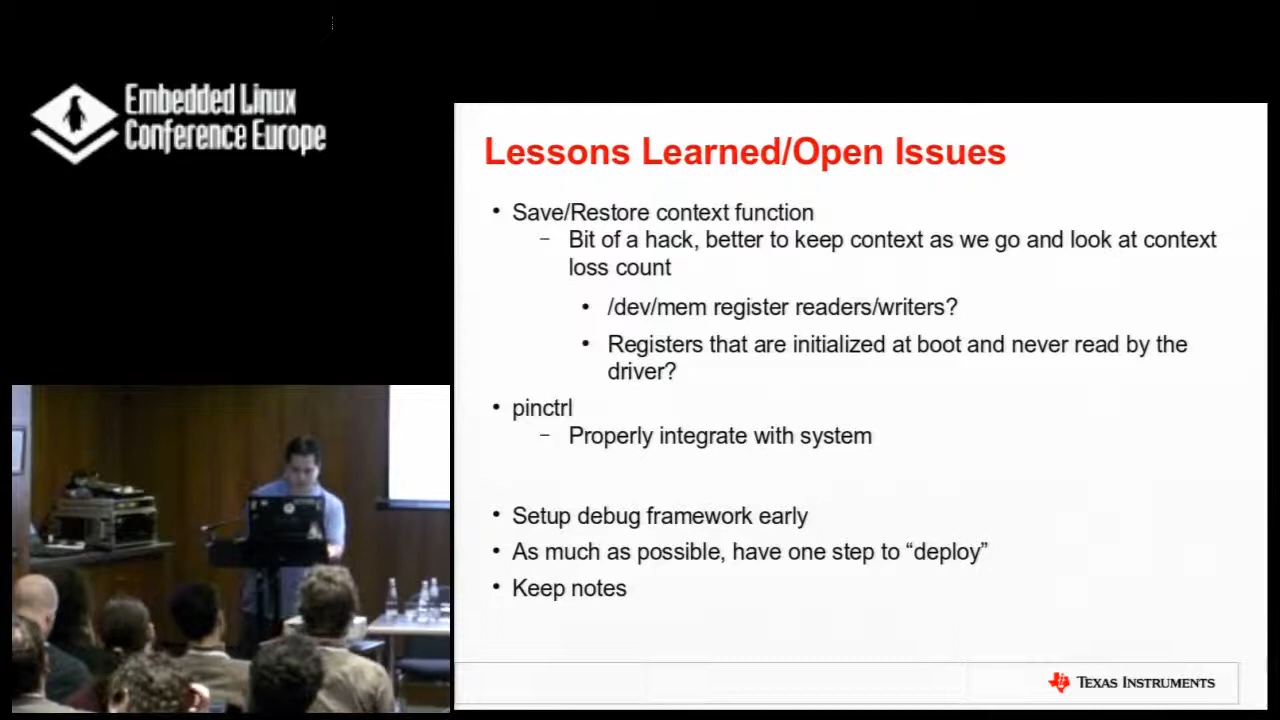 Embedded Linux
Conference Europe
Lessons Learned/Open Issues
• Save/Restore context function
– Bit of a hack, better to keep context as we go and look at context
loss count
• /dev/mem register readers/writers?
• Registers that are initialized at boot and never read by the
driver?
• pinctrl
– Properly integrate with system
• Setup debug framework early
• As much as possible, have one step to “deploy”
• Keep notes
TEXAS INSTRUMENTS